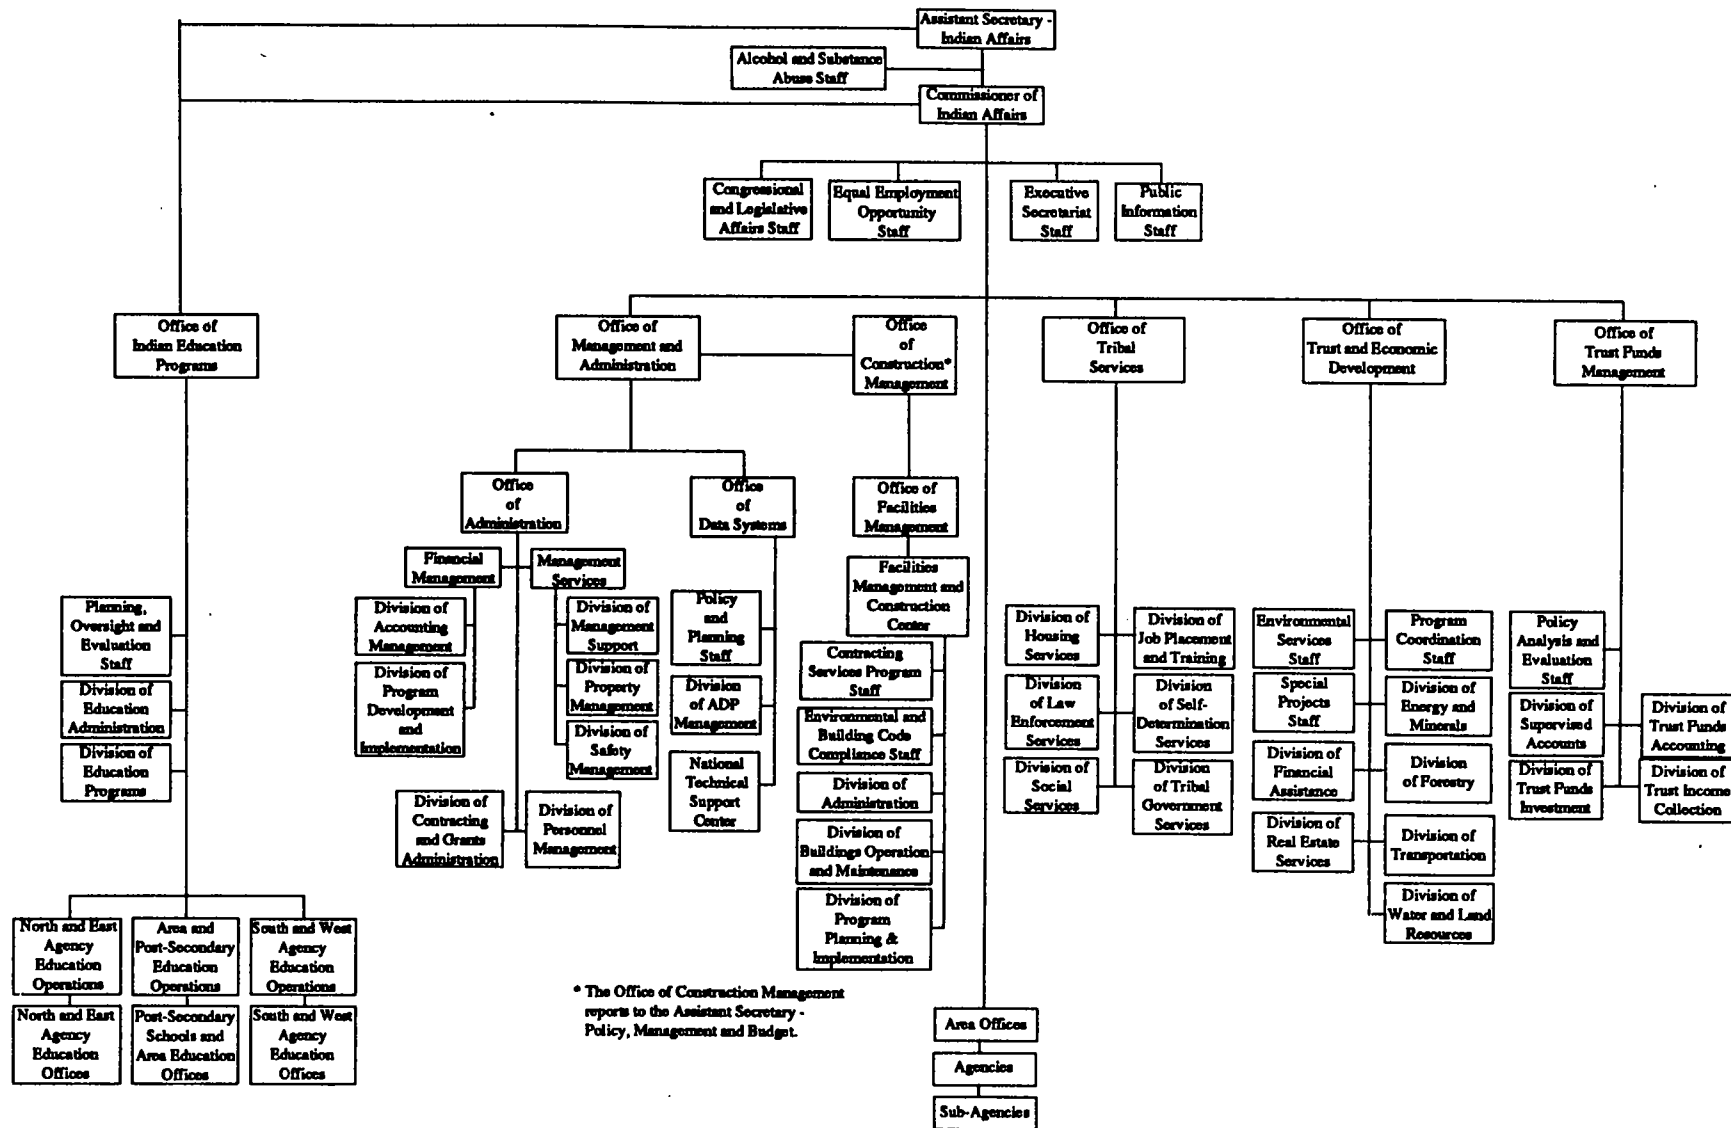 Assistant Secretary -
Indian Affairs
Alcohol and Substance
Abuse Staff
Commissioner of
Indian Affairs
Congressional
and Legislative
Affairs Staff
Equal Employment
Opportunity
Staff
Executive
Secretariat
Staff
Public
Information
Staff
Office of
Indian Education
Programs
Office of
Management and
Administration
Office
of
Construction*
Management
Office of
Tribal
Services
Office of
Trust and Economic
Development
Office of
Trust Funds
Management
Office
of
Administration
Office
of
Data Systems
Office of
Facilities
Management
Financial
Management
Management
Services
Facilities
Management and
Construction
Center
Planning,
Oversight and
Evaluation
Staff
Division of
Education
Administration
Division of
Education
Programs
Division of
Accounting
Management
Division of
Program
Development
and
Implementation
Division of
Management
Support
Division of
Property
Management
Division of
Safety
Management
Division of
Contracting
and Grants
Administration
Division of
Personnel
Management
Policy
and
Planning
Staff
Division
of ADP
Management
National
Technical
Support
Center
Contracting
Services Program
Staff
Environmental and
Building Code
Compliance Staff
Division of
Administration
Division of
Buildings Operation
and Maintenance
Division of
Program
Planning &
Implementation
Division of
Housing
Services
Division of
Job Placement
and Training
Division
of Law
Enforcement
Services
Division
of Self-
Determination
Services
Division of
Social
Services
Division
of Tribal
Government
Services
Environmental
Services
Staff
Program
Coordination
Staff
Special
Projects
Staff
Division of
Energy and
Minerals
Division of
Financial
Assistance
Division
of Forestry
Division of
Real Estate
Services
Division of
Transportation
Division of
Water and Land
Resources
Policy
Analysis and
Evaluation
Staff
Division of
Supervised
Accounts
Division of
Trust Funds
Accounting
Division of
Trust Funds
Investment
Division of
Trust Income
Collection
North and East
Agency
Education
Operations
Area and
Post-Secondary
Education
Operations
South and West
Agency
Education
Operations
North and East
Agency
Education
Offices
Post-Secondary
Schools and
Area Education
Offices
South and West
Agency
Education
Offices
* The Office of Construction Management
reports to the Assistant Secretary -
Policy, Management and Budget.
Area Offices
Agencies
Sub-Agencies